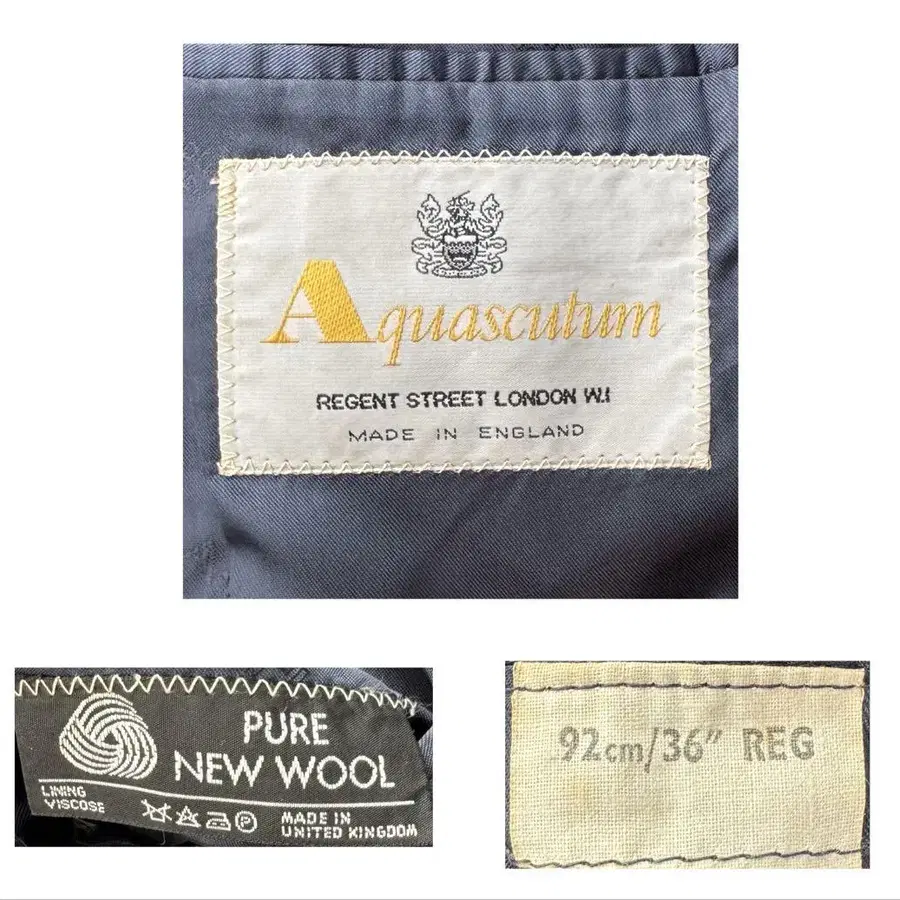 Aquascutum
REGENT STREET LONDON W.I
MADE IN ENGLAND
PURE
NEW WOOL
LINING
VISCOSE
P
MADE IN
UNITED KINGDOM
92cm/36" REG